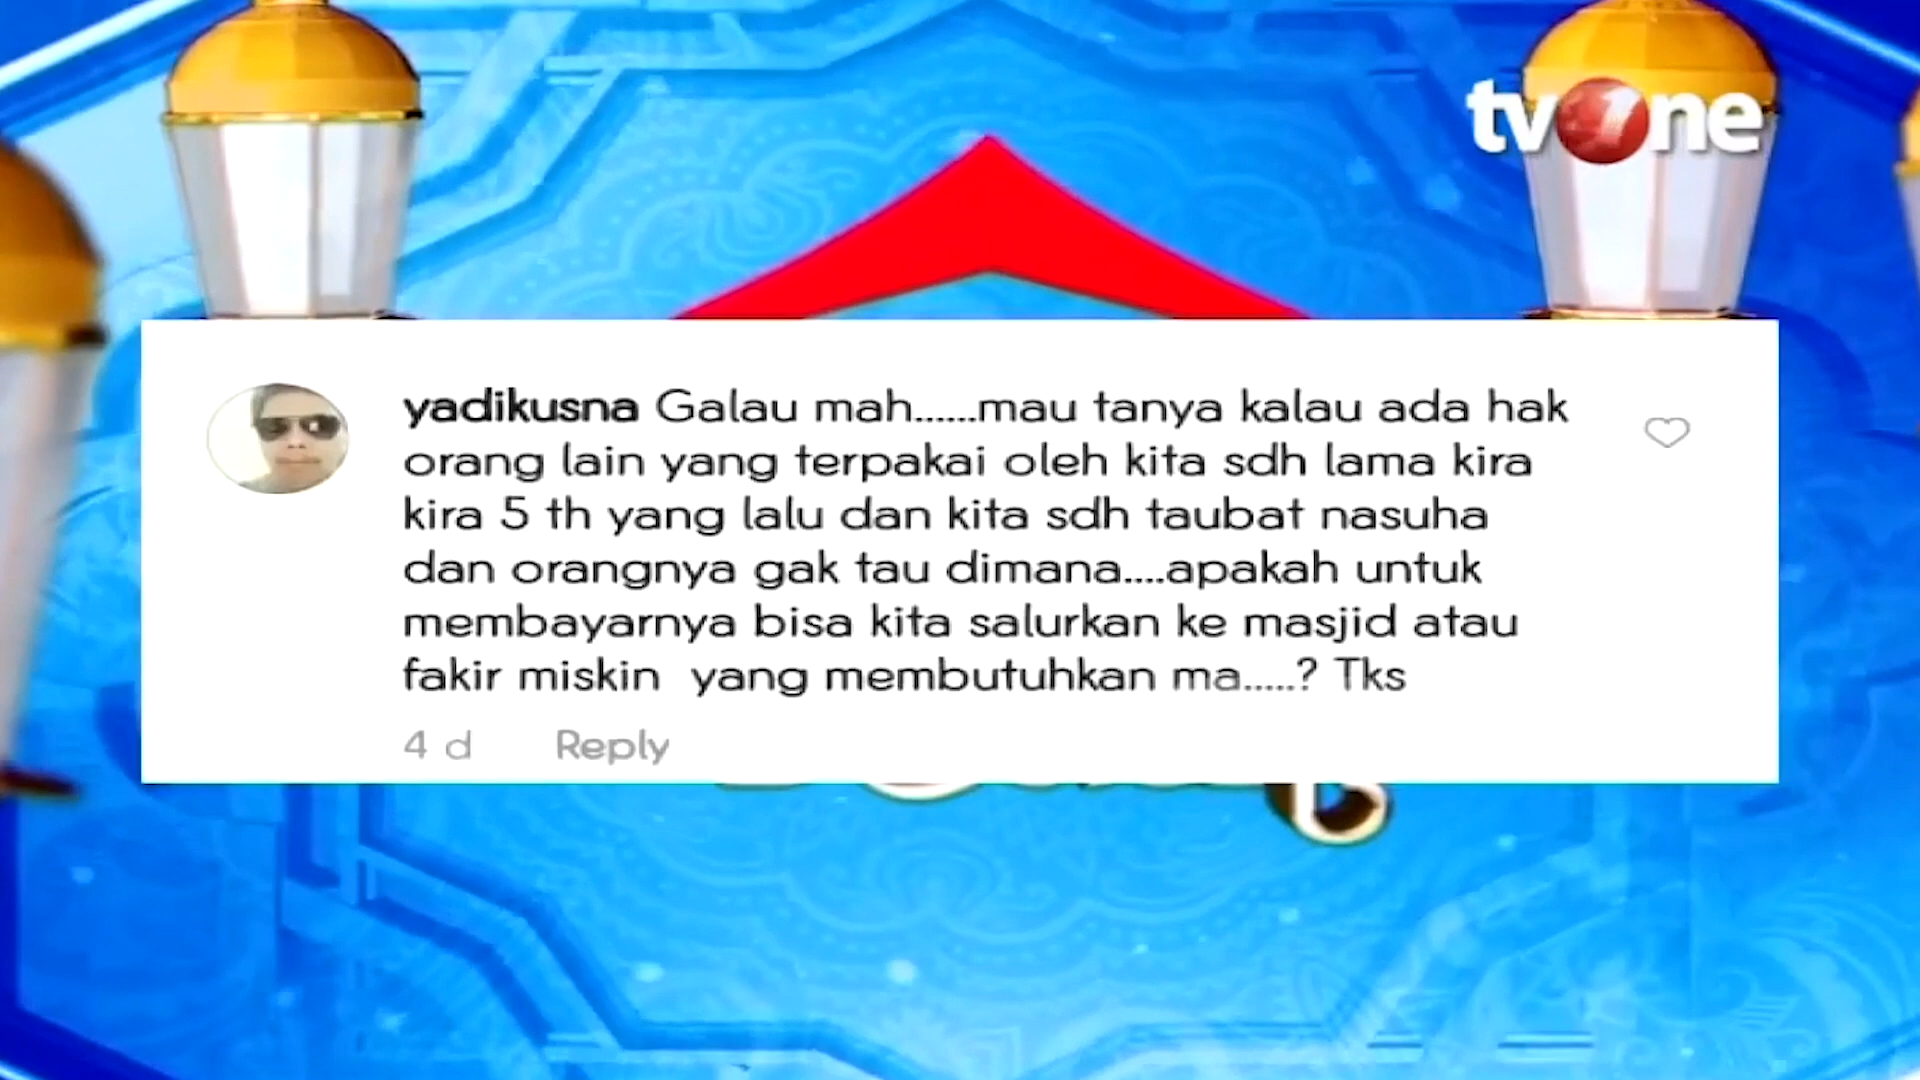 tvOne
yadikusna Galau mah......mau tanya kalau ada hak
orang lain yang terpakai oleh kita sdh lama kira
kira 5 th yang lalu dan kita sdh taubat nasuha
dan orangnya gak tau dimana....apakah untuk
membayarnya bisa kita salurkan ke masjid atau
fakir miskin  yang membutuhkan ma.....? Tks
4 d Reply